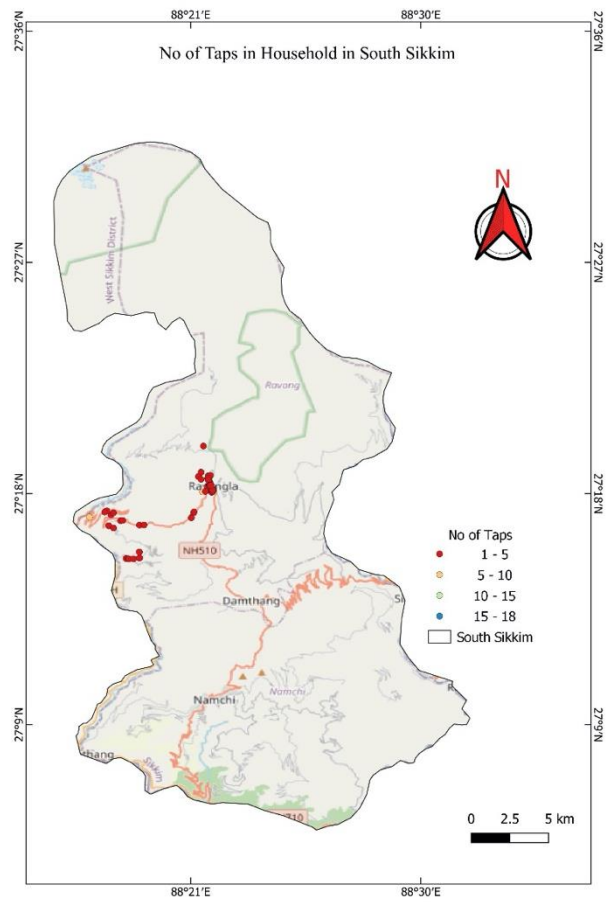 88°21′E
88°30′E
27°36′N
27°36′N
No of Taps in Household in South Sikkim
N
West Sikkim District
27°27′N
27°27′N
Ravong
27°18′N
27°18′N
No of Taps
1 - 5
5 - 10
10 - 15
15 - 18
South Sikkim
NH510
Damthang
Namchi
Namchi
27°9′N
27°9′N
Sikkim
0 2.5 5 km
88°21′E
88°30′E